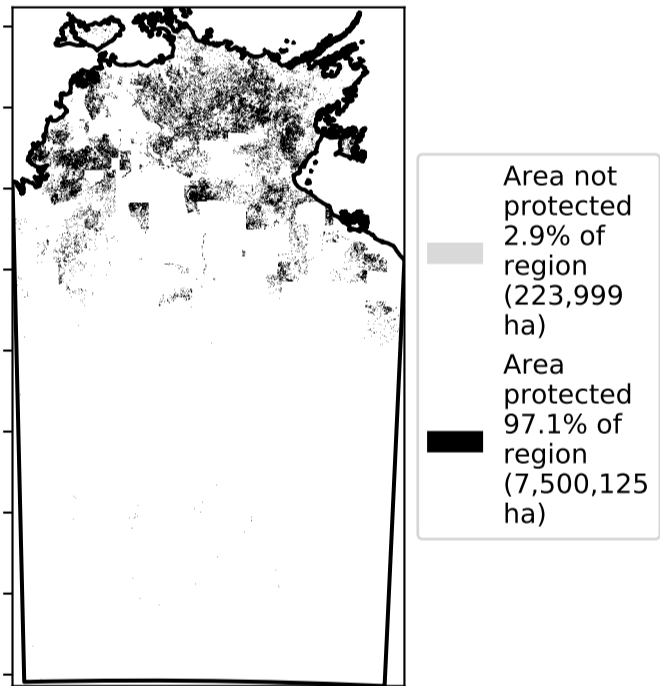 Area not
protected
2.9% of
region
(223,999
ha)
Area
protected
97.1% of
region
(7,500,125
ha)